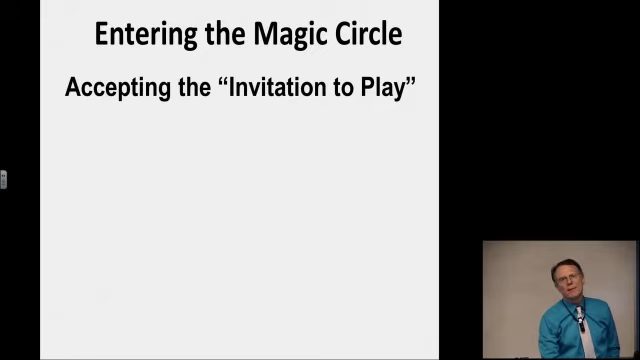 Entering the Magic Circle
Accepting the “Invitation to Play”